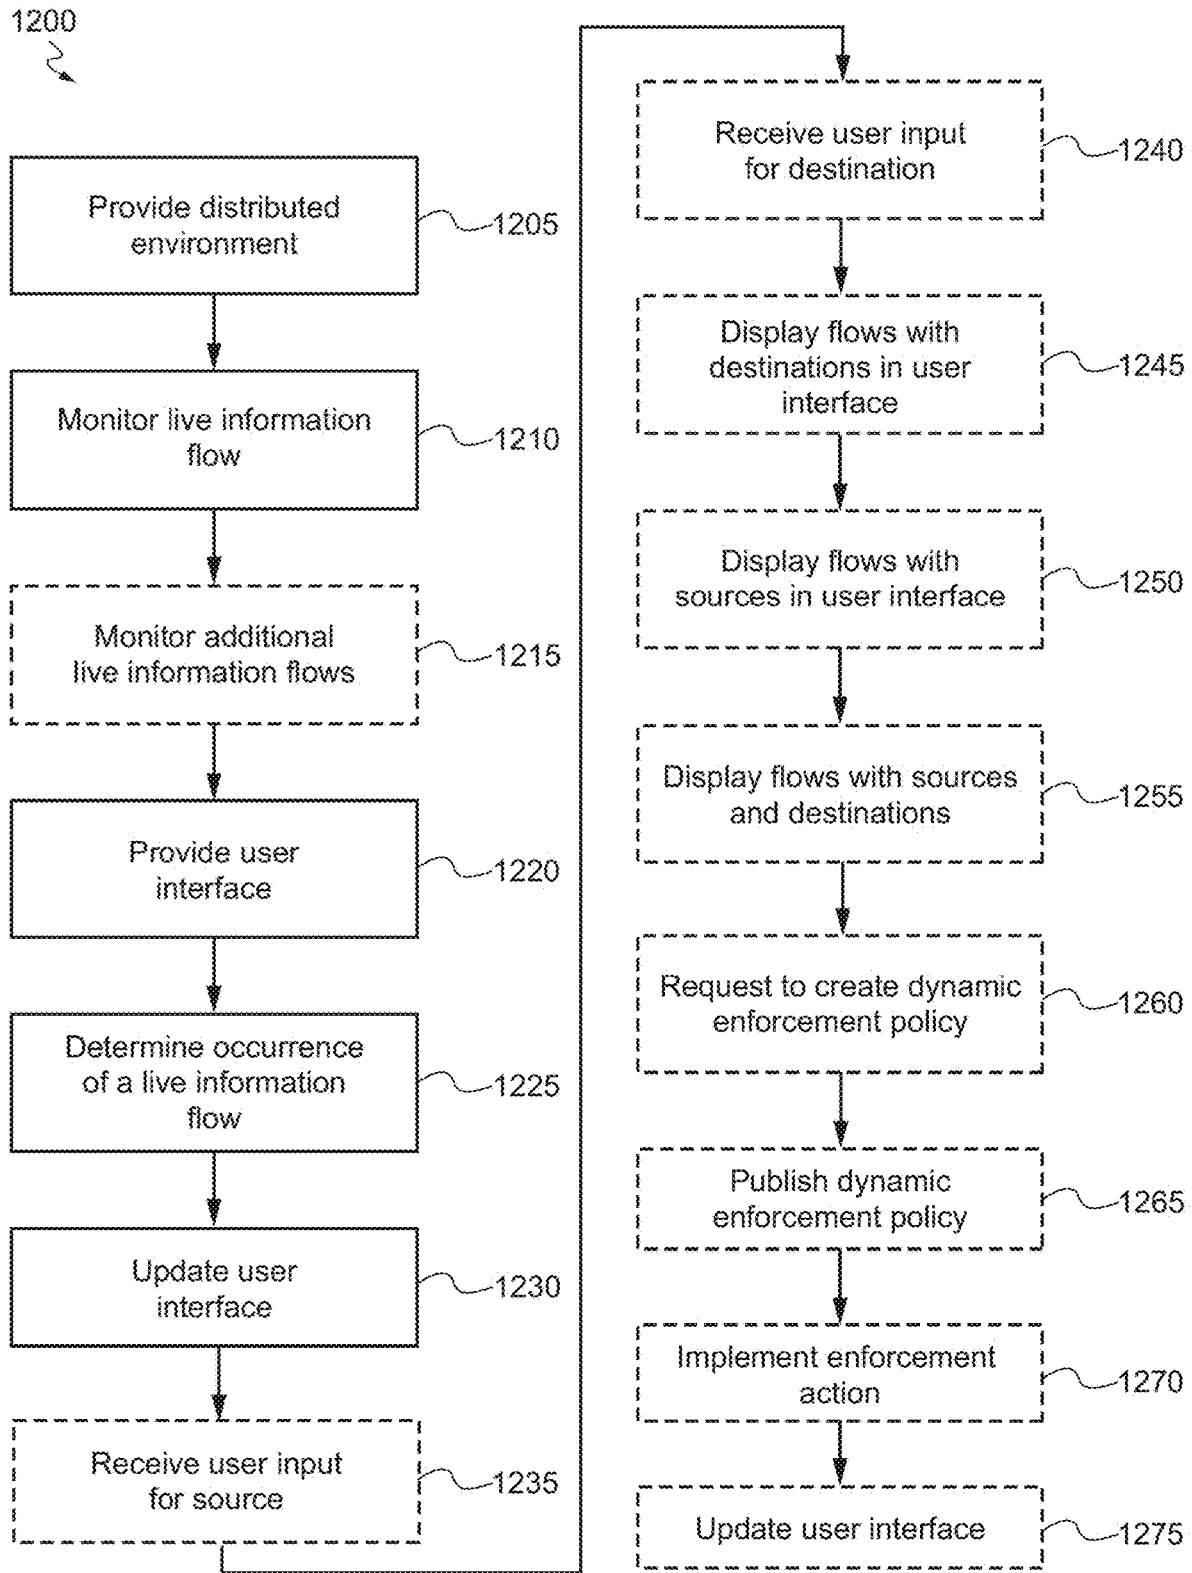 1200
Provide distributed
environment
1205
Monitor live information
flow
1210
Monitor additional
live information flows
1215
Provide user
interface
1220
Determine occurrence
of a live information
flow
1225
Update user
interface
1230
Receive user input
for source
1235
Receive user input
for destination
1240
Display flows with
destinations in user
interface
1245
Display flows with
sources in user interface
1250
Display flows with sources
and destinations
1255
Request to create dynamic
enforcement policy
1260
Publish dynamic
enforcement policy
1265
Implement enforcement
action
1270
Update user interface
1275